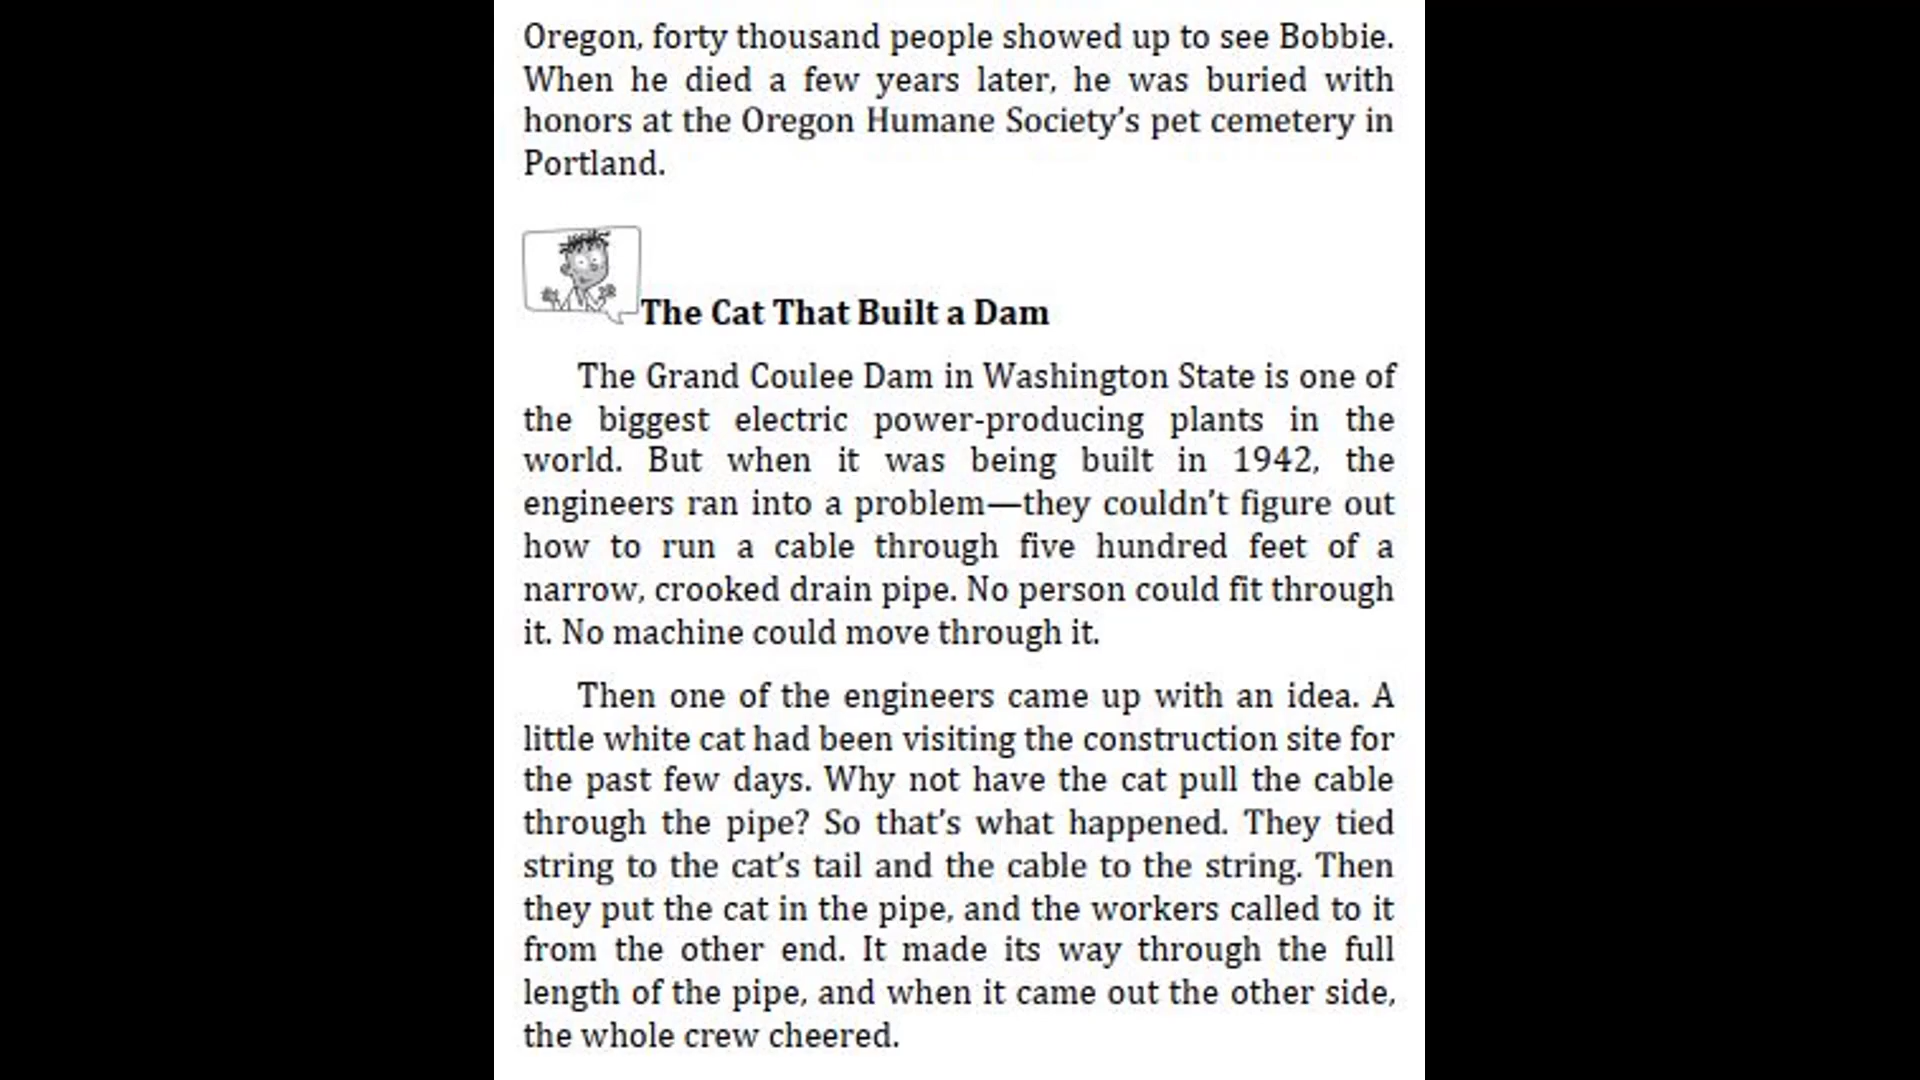 Oregon, forty thousand people showed up to see Bobbie.
When he died a few years later, he was buried with
honors at the Oregon Humane Society’s pet cemetery in
Portland.
The Cat That Built a Dam
The Grand Coulee Dam in Washington State is one of
the biggest electric power-producing plants in the
world. But when it was being built in 1942, the
engineers ran into a problem—they couldn’t figure out
how to run a cable through five hundred feet of a
narrow, crooked drain pipe. No person could fit through
it. No machine could move through it.
Then one of the engineers came up with an idea. A
little white cat had been visiting the construction site for
the past few days. Why not have the cat pull the cable
through the pipe? So that’s what happened. They tied
string to the cat’s tail and the cable to the string. Then
they put the cat in the pipe, and the workers called to it
from the other end. It made its way through the full
length of the pipe, and when it came out the other side,
the whole crew cheered.